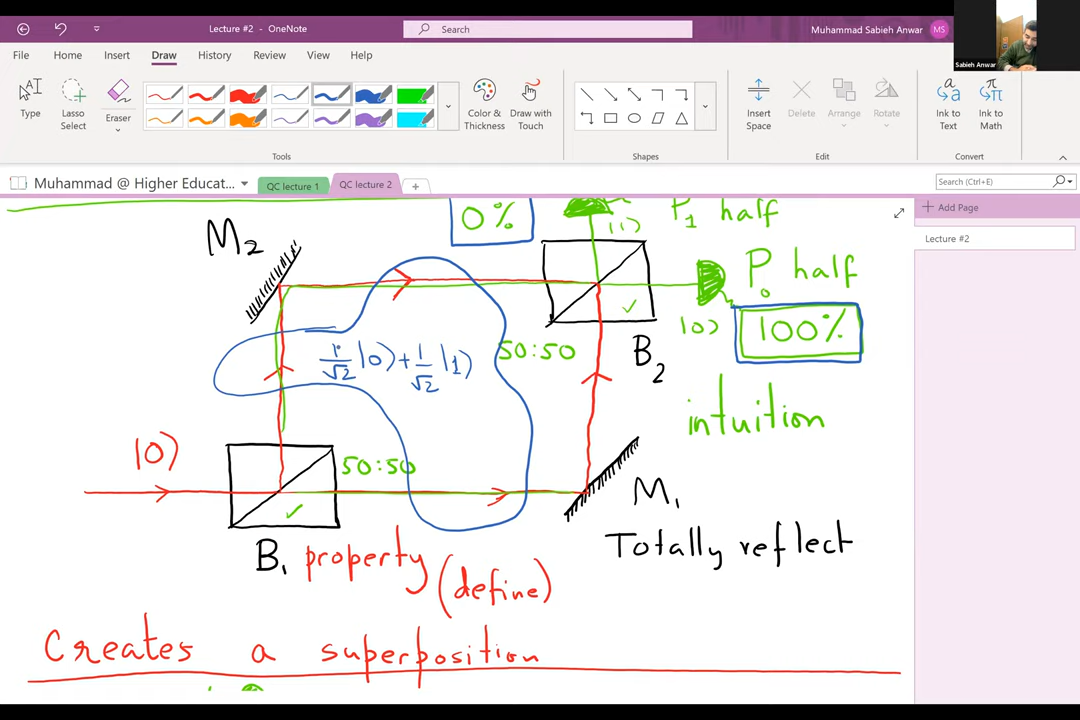 Lecture #2 - OneNote
Search
Muhammad Sabieh Anwar
MS
Sabieh Anwar
File Home Insert Draw History Review View Help
Type
Lasso Select
Eraser
Color & Thickness
Draw with Touch
Insert Space
Delete
Arrange
Rotate
Ink to Text
Ink to Math
Tools
Shapes
Edit
Convert
Muhammad @ Higher Educat...
QC lecture 1
QC lecture 2
Search (Ctrl+E)
Add Page
Lecture #2
0%
|1⟩
P₁ half
M₂
P₀ half
|0⟩
100%
1/√2 |0⟩ + 1/√2 |1⟩
50:50
B₂
intuition
|0⟩
50:50
M₁
Totally reflect
B₁
property
(define)
Creates a superposition